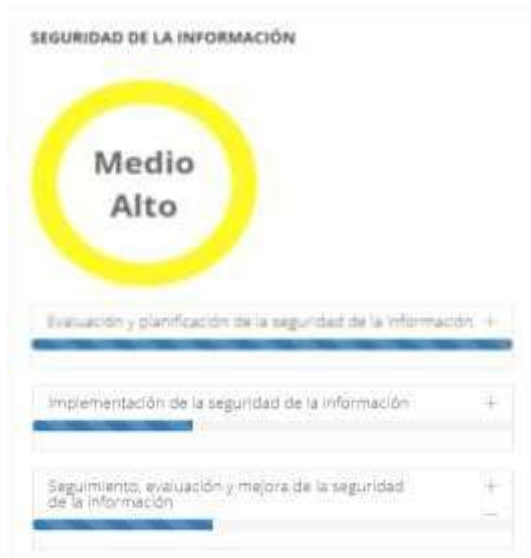 SEGURIDAD DE LA INFORMACIÓN
Medio
Alto
Evaluación y planificación de la seguridad de la información +
Implementación de la seguridad de la información +
Seguimiento, evaluación y mejora de la seguridad +
de la información